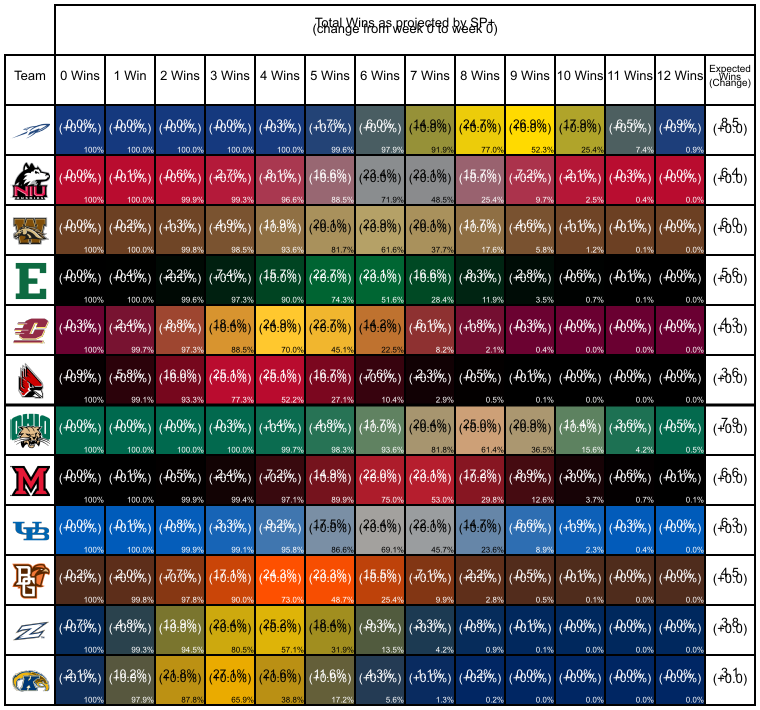 Total Wins as projected by SP+
(change from week 0 to week 0)
Team 0 Wins 1 Win 2 Wins 3 Wins 4 Wins 5 Wins 6 Wins 7 Wins 8 Wins 9 Wins 10 Wins 11 Wins 12 Wins Expected Wins (Change)
0.0% 0.0% 0.0% 0.0% 0.3% 1.7% 6.0% 14.9% 24.7% 26.9% 17.9% 6.5% 0.9% 8.5
(+0.0%) (+0.0%) (+0.0%) (+0.0%) (+0.0%) (+0.0%) (+0.0%) (+0.0%) (+0.0%) (+0.0%) (+0.0%) (+0.0%) (+0.0%) (+0.0)
100% 100.0% 100.0% 100.0% 100.0% 99.6% 97.9% 91.9% 77.0% 52.3% 25.4% 7.4% 0.9%
NIU 0.0% 0.1% 0.6% 2.7% 8.1% 16.6% 23.4% 23.1% 15.7% 7.2% 2.1% 0.3% 0.0% 6.4
(+0.0%) (+0.0%) (+0.0%) (+0.0%) (+0.0%) (+0.0%) (+0.0%) (+0.0%) (+0.0%) (+0.0%) (+0.0%) (+0.0%) (+0.0%) (+0.0)
100% 100.0% 99.9% 99.3% 96.6% 88.5% 71.9% 48.5% 25.4% 9.7% 2.5% 0.4% 0.0%
W 0.0% 0.2% 1.3% 4.9% 11.9% 20.1% 23.9% 20.1% 11.7% 4.6% 1.1% 0.1% 0.0% 6.0
(+0.0%) (+0.0%) (+0.0%) (+0.0%) (+0.0%) (+0.0%) (+0.0%) (+0.0%) (+0.0%) (+0.0%) (+0.0%) (+0.0%) (+0.0%) (+0.0)
100% 100.0% 99.8% 98.5% 93.6% 81.7% 61.6% 37.7% 17.6% 5.8% 1.2% 0.1% 0.0%
E 0.0% 0.4% 2.2% 7.4% 15.7% 22.7% 23.1% 16.6% 8.3% 2.8% 0.6% 0.1% 0.0% 5.6
(+0.0%) (+0.0%) (+0.0%) (+0.0%) (+0.0%) (+0.0%) (+0.0%) (+0.0%) (+0.0%) (+0.0%) (+0.0%) (+0.0%) (+0.0%) (+0.0)
100% 100.0% 99.6% 97.3% 90.0% 74.3% 51.6% 28.4% 11.9% 3.5% 0.7% 0.1% 0.0%
C 0.3% 2.4% 8.8% 18.4% 24.9% 22.7% 14.3% 6.1% 1.8% 0.3% 0.0% 0.0% 0.0% 4.3
(+0.0%) (+0.0%) (+0.0%) (+0.0%) (+0.0%) (+0.0%) (+0.0%) (+0.0%) (+0.0%) (+0.0%) (+0.0%) (+0.0%) (+0.0%) (+0.0)
100% 99.7% 97.3% 88.5% 70.0% 45.1% 22.5% 8.2% 2.1% 0.4% 0.0% 0.0% 0.0%
0.9% 5.8% 16.0% 25.1% 25.1% 16.7% 7.6% 2.3% 0.5% 0.1% 0.0% 0.0% 0.0% 3.6
(+0.0%) (+0.0%) (+0.0%) (+0.0%) (+0.0%) (+0.0%) (+0.0%) (+0.0%) (+0.0%) (+0.0%) (+0.0%) (+0.0%) (+0.0%) (+0.0)
100% 99.1% 93.3% 77.3% 52.2% 27.1% 10.4% 2.9% 0.5% 0.1% 0.0% 0.0% 0.0%
OHIO 0.0% 0.0% 0.0% 0.3% 1.4% 4.8% 11.7% 20.4% 25.0% 20.9% 11.4% 3.6% 0.5% 7.9
(+0.0%) (+0.0%) (+0.0%) (+0.0%) (+0.0%) (+0.0%) (+0.0%) (+0.0%) (+0.0%) (+0.0%) (+0.0%) (+0.0%) (+0.0%) (+0.0)
100% 100.0% 100.0% 100.0% 99.7% 98.3% 93.6% 81.8% 61.4% 36.5% 15.6% 4.2% 0.5%
M 0.0% 0.1% 0.5% 2.4% 7.2% 14.9% 22.0% 23.1% 17.2% 8.9% 3.0% 0.6% 0.1% 6.6
(+0.0%) (+0.0%) (+0.0%) (+0.0%) (+0.0%) (+0.0%) (+0.0%) (+0.0%) (+0.0%) (+0.0%) (+0.0%) (+0.0%) (+0.0%) (+0.0)
100% 100.0% 99.9% 99.4% 97.1% 89.9% 75.0% 53.0% 29.8% 12.6% 3.7% 0.7% 0.1%
UB 0.0% 0.1% 0.8% 3.3% 9.2% 17.5% 23.4% 22.1% 14.7% 6.6% 1.9% 0.3% 0.0% 6.3
(+0.0%) (+0.0%) (+0.0%) (+0.0%) (+0.0%) (+0.0%) (+0.0%) (+0.0%) (+0.0%) (+0.0%) (+0.0%) (+0.0%) (+0.0%) (+0.0)
100% 100.0% 99.9% 99.1% 95.8% 86.6% 69.1% 45.7% 23.6% 8.9% 2.3% 0.4% 0.0%
BG 0.2% 2.0% 7.7% 17.1% 24.3% 23.3% 15.5% 7.1% 2.2% 0.5% 0.1% 0.0% 0.0% 4.5
(+0.0%) (+0.0%) (+0.0%) (+0.0%) (+0.0%) (+0.0%) (+0.0%) (+0.0%) (+0.0%) (+0.0%) (+0.0%) (+0.0%) (+0.0%) (+0.0)
100% 99.8% 97.8% 90.0% 73.0% 48.7% 25.4% 9.9% 2.8% 0.5% 0.1% 0.0% 0.0%
0.7% 4.8% 13.9% 23.4% 25.2% 18.4% 9.3% 3.3% 0.8% 0.1% 0.0% 0.0% 0.0% 3.8
(+0.0%) (+0.0%) (+0.0%) (+0.0%) (+0.0%) (+0.0%) (+0.0%) (+0.0%) (+0.0%) (+0.0%) (+0.0%) (+0.0%) (+0.0%) (+0.0)
100% 99.3% 94.5% 80.5% 57.1% 31.9% 13.5% 4.2% 0.9% 0.1% 0.0% 0.0% 0.0%
K 2.1% 10.2% 21.8% 27.1% 21.6% 11.6% 4.3% 1.1% 0.2% 0.0% 0.0% 0.0% 0.0% 3.1
(+0.0%) (+0.0%) (+0.0%) (+0.0%) (+0.0%) (+0.0%) (+0.0%) (+0.0%) (+0.0%) (+0.0%) (+0.0%) (+0.0%) (+0.0%) (+0.0)
100% 97.9% 87.8% 65.9% 38.8% 17.2% 5.6% 1.3% 0.2% 0.0% 0.0% 0.0% 0.0%